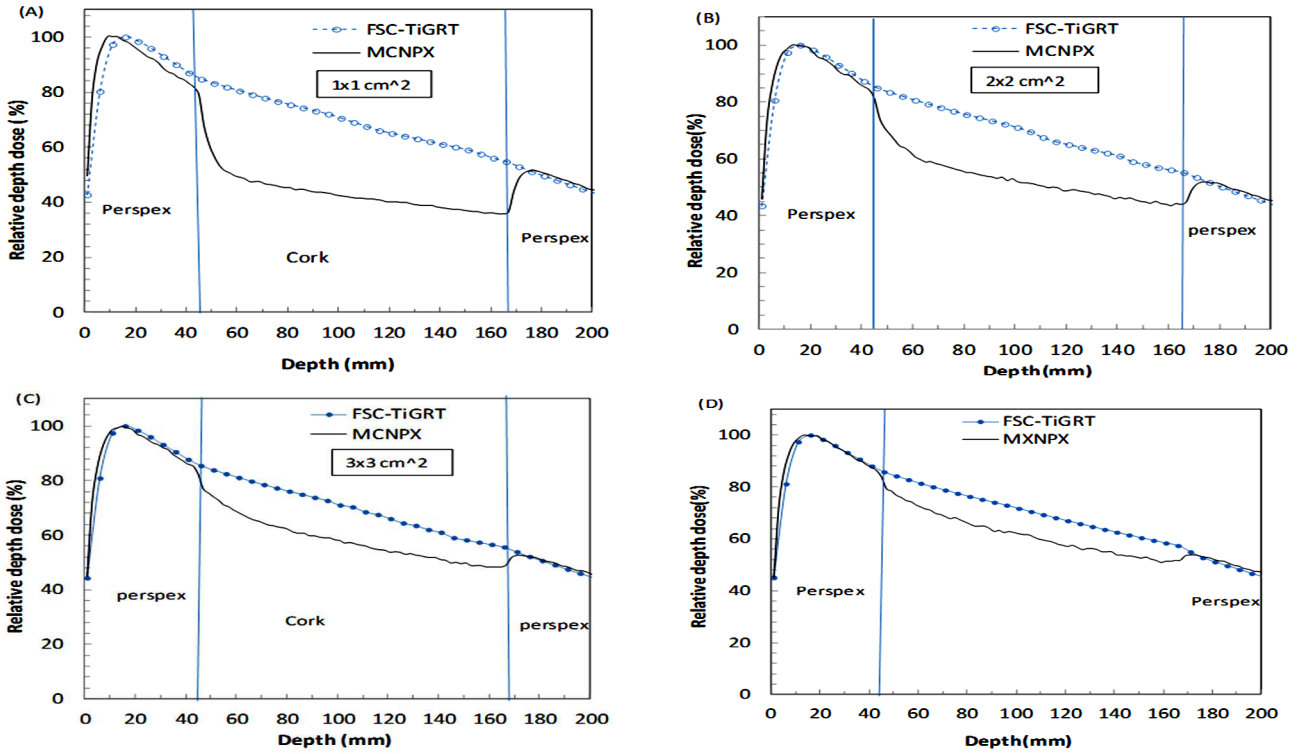 (A)
FSC-TiGRT
MCNPX
1x1 cm^2
Relative depth dose ( %)
100
80
60
40
20
0
Perspex
Cork
Perspex
0 20 40 60 80 100 120 140 160 180 200
Depth (mm)
(B)
FSC-TiGRT
MCNPX
2x2 cm^2
Relative depth dose(%)
100
80
60
40
20
0
Perspex
perspex
0 20 40 60 80 100 120 140 160 180 200
Depth(mm)
(C)
FSC-TiGRT
MCNPX
3x3 cm^2
Relative depth dose (%)
100
80
60
40
20
0
perspex
Cork
perspex
0 20 40 60 80 100 120 140 160 180 200
Depth (mm)
(D)
FSC-TiGRT
MXNPX
Relative depth dose(%)
100
80
60
40
20
0
Perspex
Perspex
0 20 40 60 80 100 120 140 160 180 200
Depth(mm)